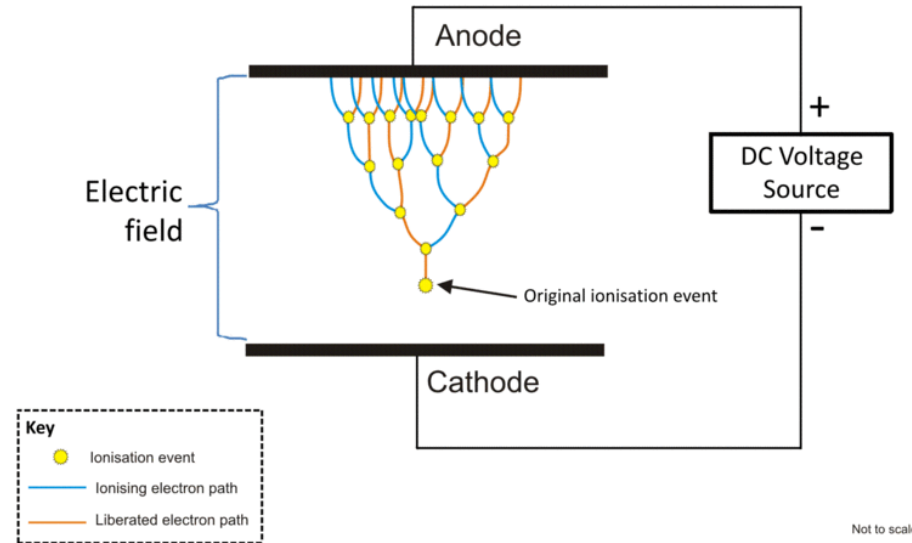 Anode
+
DC Voltage
Source
-
Electric
field
Original ionisation event
Cathode
Key
Ionisation event
Ionising electron path
Liberated electron path
Not to scale